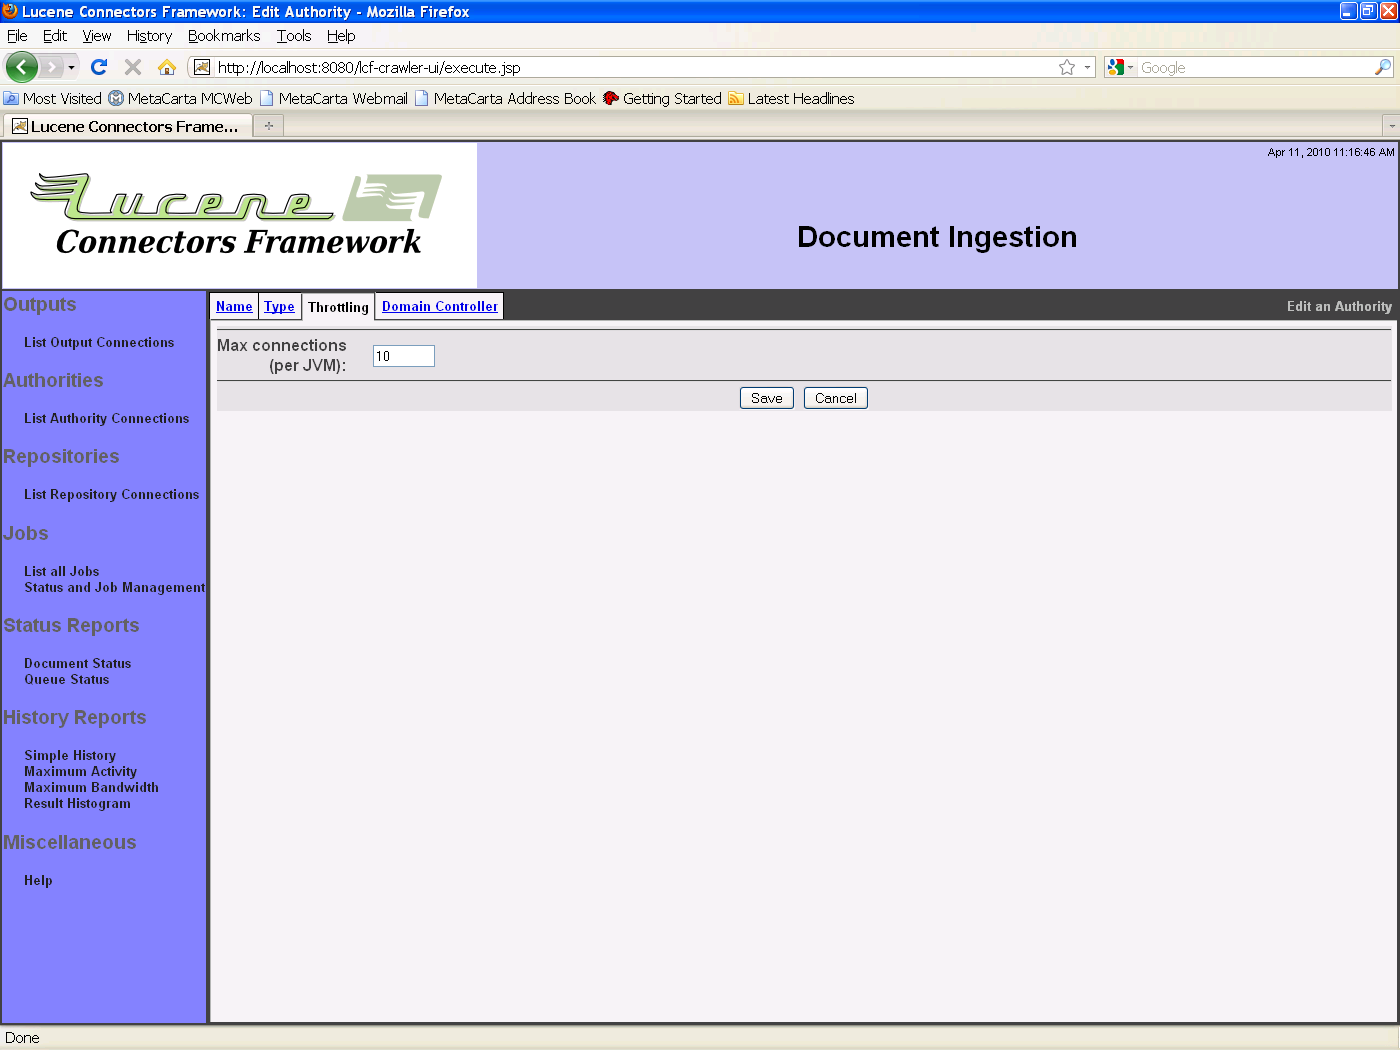 Lucene Connectors Framework: Edit Authority - Mozilla Firefox
File Edit View History Bookmarks Tools Help
http://localhost:8080/lcf-crawler-ui/execute.jsp
Google
Most Visited MetaCarta MCWeb MetaCarta Webmail MetaCarta Address Book Getting Started Latest Headlines
Lucene Connectors Frame...
Apr 11, 2010 11:16:46 AM
Lucene
Connectors Framework
Document Ingestion
Name Type Throttling Domain Controller
Edit an Authority
Outputs
List Output Connections
Authorities
List Authority Connections
Repositories
List Repository Connections
Jobs
List all Jobs
Status and Job Management
Status Reports
Document Status
Queue Status
History Reports
Simple History
Maximum Activity
Maximum Bandwidth
Result Histogram
Miscellaneous
Help
Max connections
(per JVM):
10
Save Cancel
Done